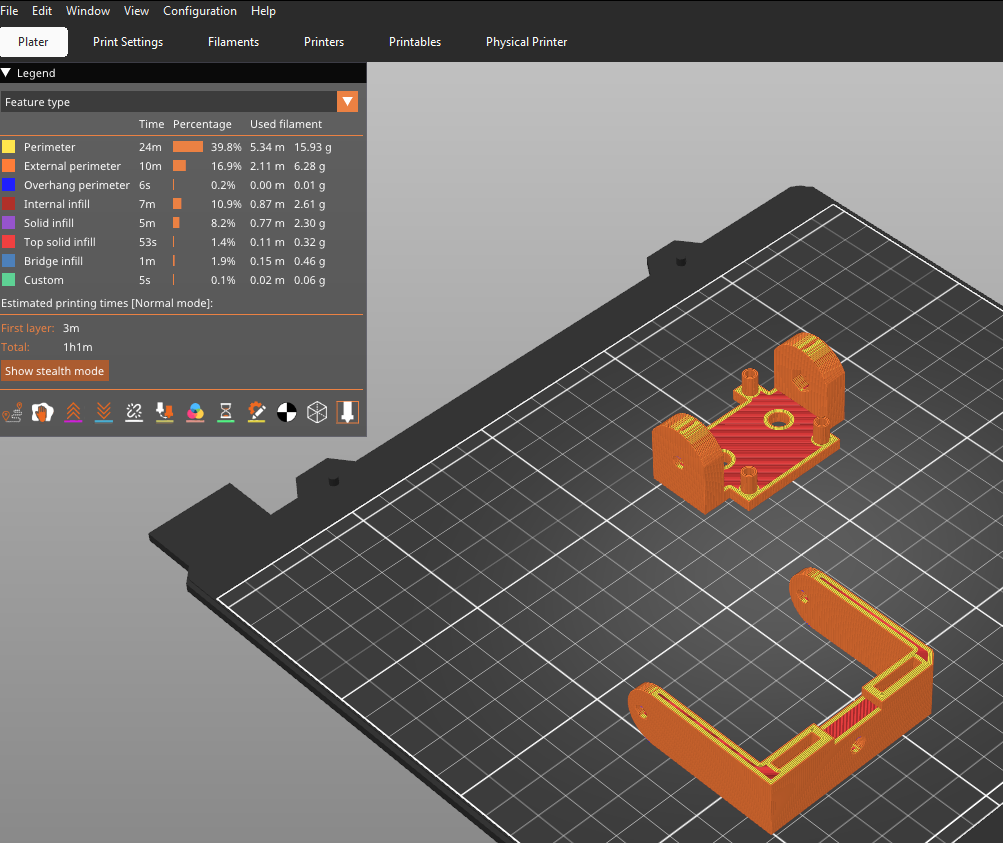 File Edit Window View Configuration Help
Plater Print Settings Filaments Printers Printables Physical Printer
Legend
Feature type
Time Percentage Used filament
Perimeter 24m 39.8% 5.34 m 15.93 g
External perimeter 10m 16.9% 2.11 m 6.28 g
Overhang perimeter 6s 0.2% 0.00 m 0.01 g
Internal infill 7m 10.9% 0.87 m 2.61 g
Solid infill 5m 8.2% 0.77 m 2.30 g
Top solid infill 53s 1.4% 0.11 m 0.32 g
Bridge infill 1m 1.9% 0.15 m 0.46 g
Custom 5s 0.1% 0.02 m 0.06 g
Estimated printing times [Normal mode]:
First layer: 3m
Total: 1h1m
Show stealth mode